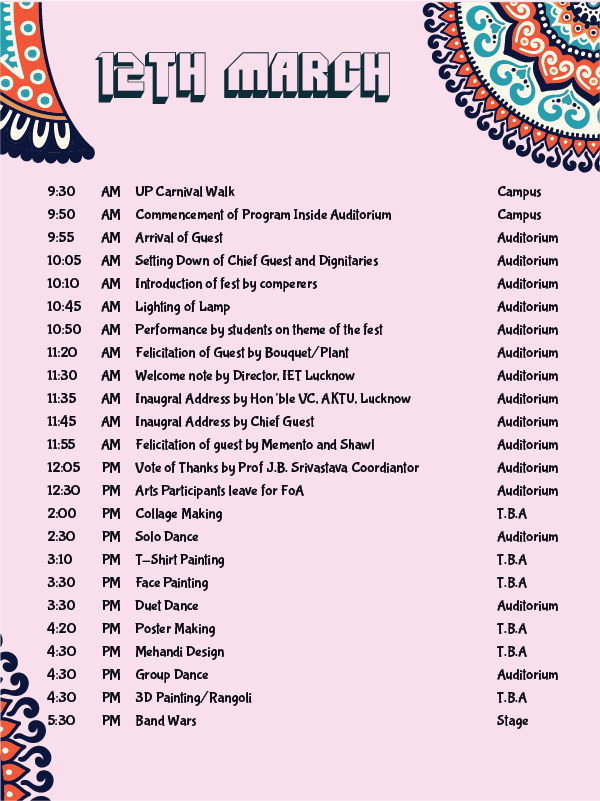 12TH MARCH
9:30 AM UP Carnival Walk Campus
9:50 AM Commencement of Program Inside Auditorium Campus
9:55 AM Arrival of Guest Auditorium
10:05 AM Setting Down of Chief Guest and Dignitaries Auditorium
10:10 AM Introduction of fest by comperers Auditorium
10:45 AM Lighting of Lamp Auditorium
10:50 AM Performance by students on theme of the fest Auditorium
11:20 AM Felicitation of Guest by Bouquet/Plant Auditorium
11:30 AM Welcome note by Director, IET Lucknow Auditorium
11:35 AM Inaugral Address by Hon'ble VC, AKTU, Lucknow Auditorium
11:45 AM Inaugral Address by Chief Guest Auditorium
11:55 AM Felicitation of guest by Memento and Shawl Auditorium
12:05 PM Vote of Thanks by Prof J.B. Srivastava Coordiantor Auditorium
12:30 PM Arts Participants leave for FoA Auditorium
2:00 PM Collage Making T.B.A
2:30 PM Solo Dance Auditorium
3:10 PM T-Shirt Painting T.B.A
3:30 PM Face Painting T.B.A
3:30 PM Duet Dance Auditorium
4:20 PM Poster Making T.B.A
4:30 PM Mehandi Design T.B.A
4:30 PM Group Dance Auditorium
4:30 PM 3D Painting/Rangoli T.B.A
5:30 PM Band Wars Stage